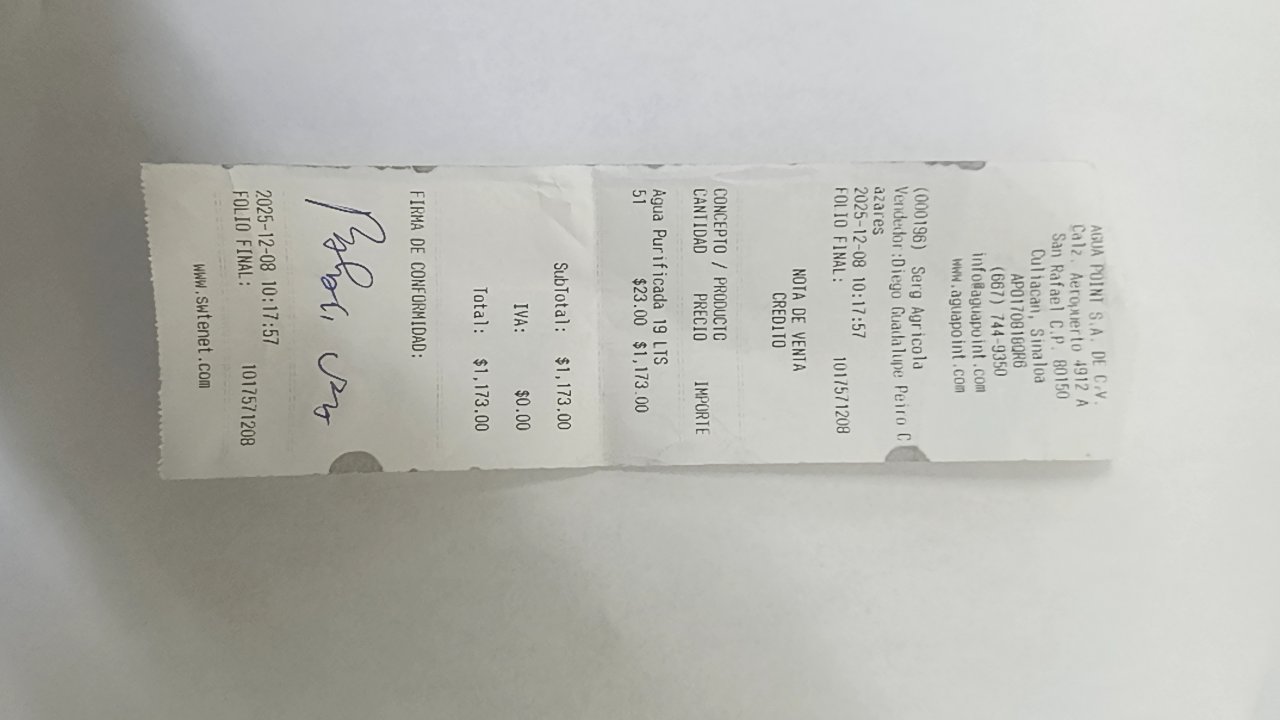 AGUA POINT S.A. DE C.V.
Calz. Aeropuerto 4912 A
San Rafael C.P. 80150
Culiacan, Sinaloa
APO170818QR6
(667) 744-9350
info@aguapoint.com
www.aguapoint.com
(000196) Serg Agricola
Vendedor:Diego Guadalupe Peiro C
azares
2025-12-08 10:17:57
FOLIO FINAL: 1017571208
NOTA DE VENTA
CREDITO
CONCEPTO / PRODUCTO
CANTIDAD PRECIO IMPORTE
Agua Purificada 19 LTS
51 $23.00 $1,173.00
SubTotal: $1,173.00
IVA: $0.00
Total: $1,173.00
FIRMA DE CONFORMIDAD:
2025-12-08 10:17:57
FOLIO FINAL: 1017571208
www.swtenet.com